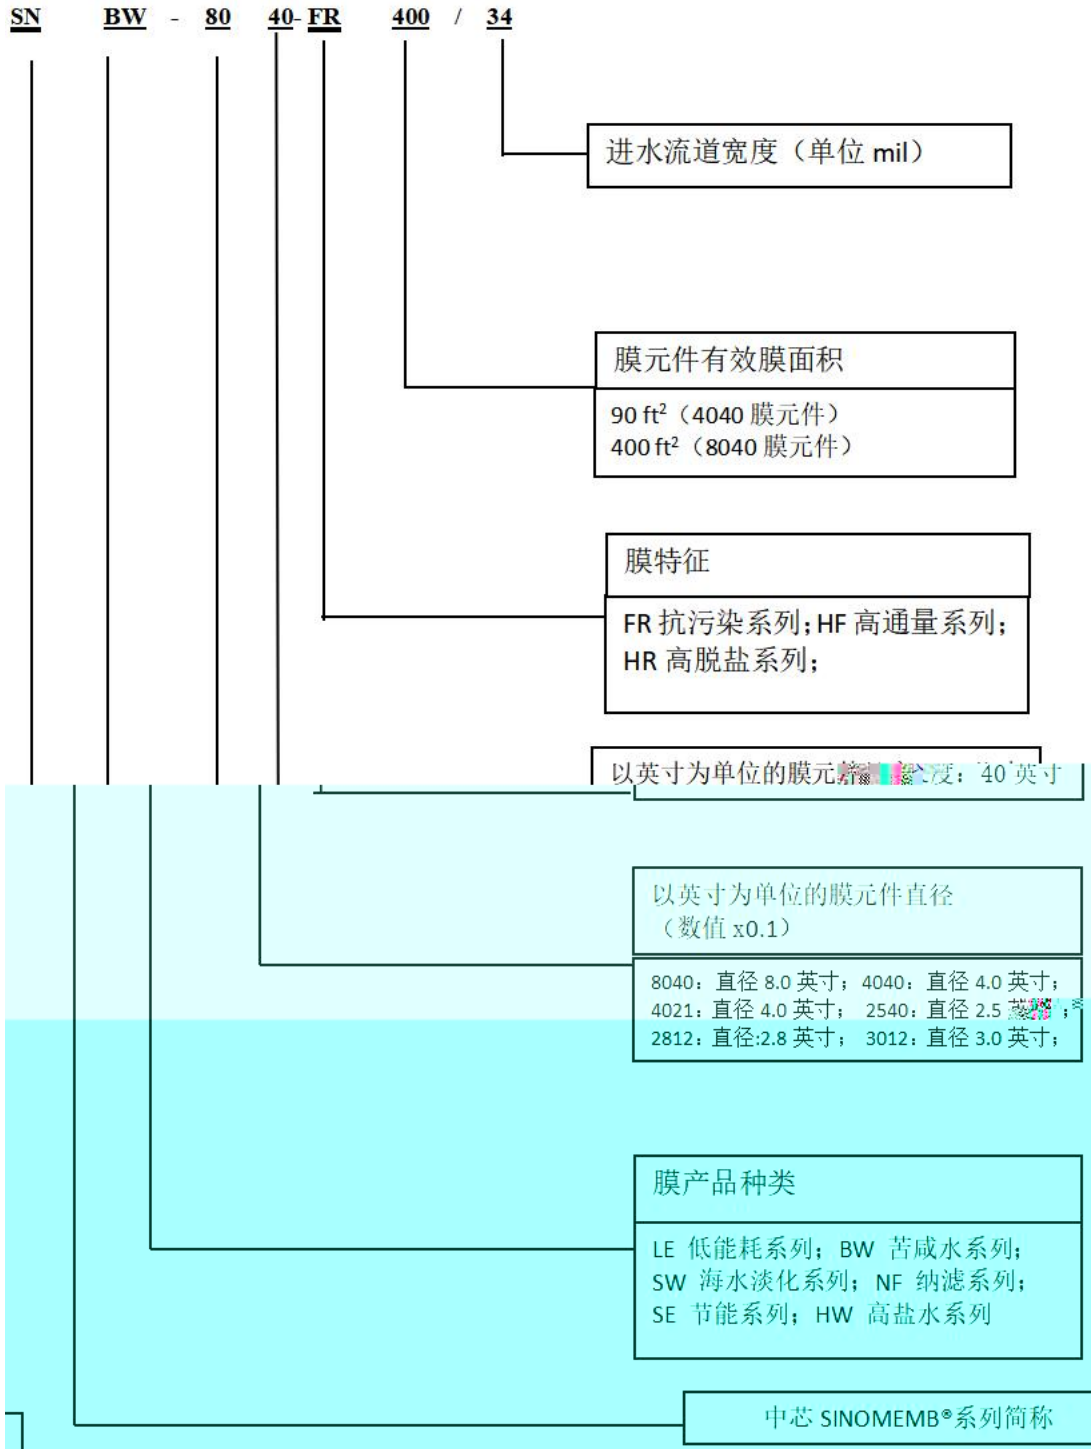 SN BW - 80 40- FR 400 / 34
进水流道宽度（单位 mil）
膜元件有效膜面积
90 ft²（4040 膜元件）
400 ft²（8040 膜元件）
膜特征
FR 抗污染系列；HF 高通量系列；
HR 高脱盐系列；
以英寸为单位的膜元 度：40 英寸
以英寸为单位的膜元件直径
（数值 x0.1）
8040：直径 8.0 英寸；4040：直径 4.0 英寸；
4021：直径 4.0 英寸； 2540：直径 2.5 ；
2812：直径:2.8 英寸； 3012：直径 3.0 英寸；
膜产品种类
LE 低能耗系列；BW 苦咸水系列；
SW 海水淡化系列；NF 纳滤系列；
SE 节能系列；HW 高盐水系列
中芯 SINOMEMB®系列简称